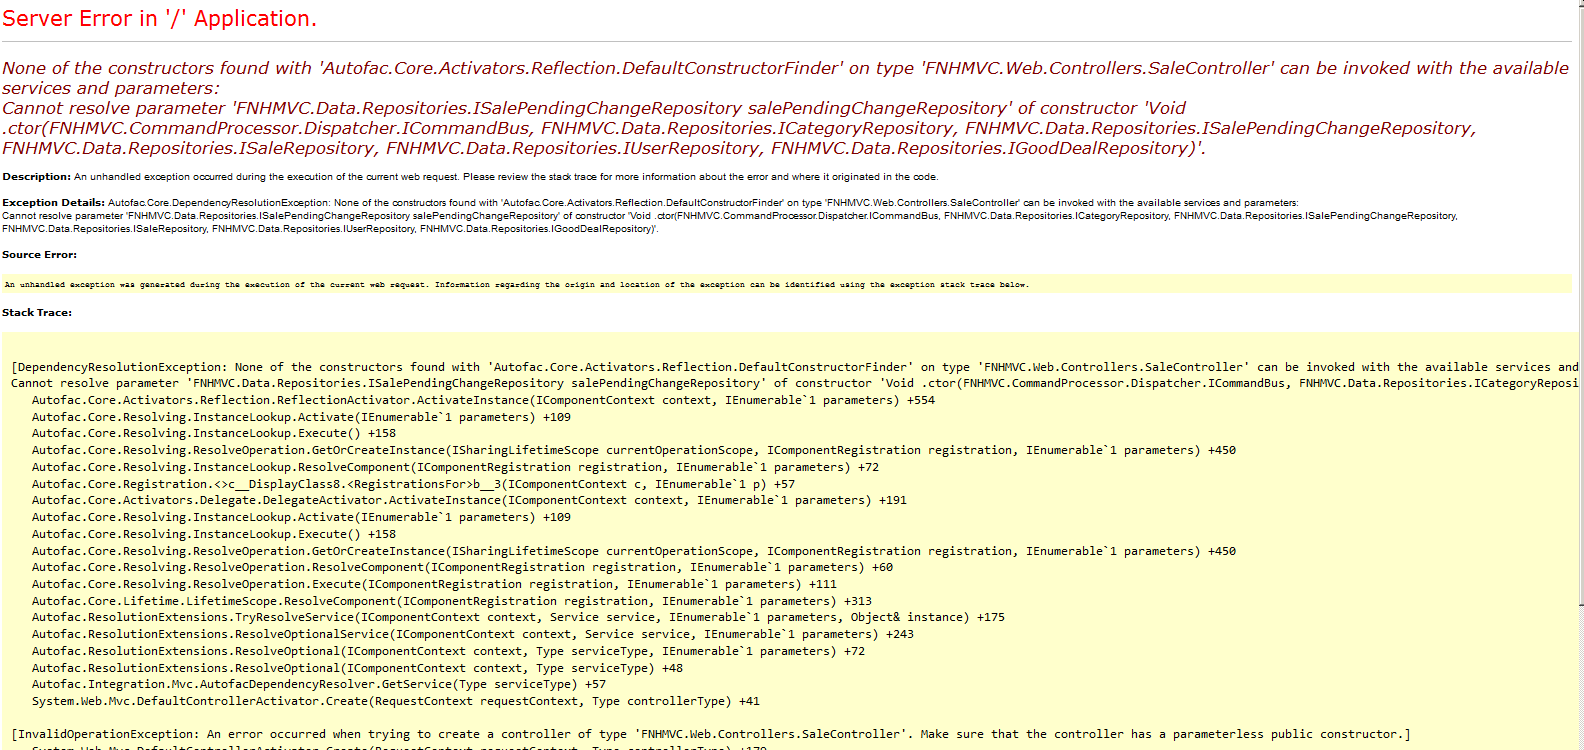 Server Error in '/' Application.
None of the constructors found with 'Autofac.Core.Activators.Reflection.DefaultConstructorFinder' on type 'FNHMVC.Web.Controllers.SaleController' can be invoked with the available
services and parameters:
Cannot resolve parameter 'FNHMVC.Data.Repositories.ISalePendingChangeRepository salePendingChangeRepository' of constructor 'Void
.ctor(FNHMVC.CommandProcessor.Dispatcher.ICommandBus, FNHMVC.Data.Repositories.ICategoryRepository, FNHMVC.Data.Repositories.ISalePendingChangeRepository,
FNHMVC.Data.Repositories.ISaleRepository, FNHMVC.Data.Repositories.IUserRepository, FNHMVC.Data.Repositories.IGoodDealRepository)'.
Description: An unhandled exception occurred during the execution of the current web request. Please review the stack trace for more information about the error and where it originated in the code.
Exception Details: Autofac.Core.DependencyResolutionException: None of the constructors found with 'Autofac.Core.Activators.Reflection.DefaultConstructorFinder' on type 'FNHMVC.Web.Controllers.SaleController' can be invoked with the available services and parameters:
Cannot resolve parameter 'FNHMVC.Data.Repositories.ISalePendingChangeRepository salePendingChangeRepository' of constructor 'Void .ctor(FNHMVC.CommandProcessor.Dispatcher.ICommandBus, FNHMVC.Data.Repositories.ICategoryRepository, FNHMVC.Data.Repositories.ISalePendingChangeRepository,
FNHMVC.Data.Repositories.ISaleRepository, FNHMVC.Data.Repositories.IUserRepository, FNHMVC.Data.Repositories.IGoodDealRepository)'.
Source Error:
An unhandled exception was generated during the execution of the current web request. Information regarding the origin and location of the exception can be identified using the exception stack trace below.
Stack Trace:
[DependencyResolutionException: None of the constructors found with 'Autofac.Core.Activators.Reflection.DefaultConstructorFinder' on type 'FNHMVC.Web.Controllers.SaleController' can be invoked with the available services and
Cannot resolve parameter 'FNHMVC.Data.Repositories.ISalePendingChangeRepository salePendingChangeRepository' of constructor 'Void .ctor(FNHMVC.CommandProcessor.Dispatcher.ICommandBus, FNHMVC.Data.Repositories.ICategoryReposi
Autofac.Core.Activators.Reflection.ReflectionActivator.ActivateInstance(IComponentContext context, IEnumerable`1 parameters) +554
Autofac.Core.Resolving.InstanceLookup.Activate(IEnumerable`1 parameters) +109
Autofac.Core.Resolving.InstanceLookup.Execute() +158
Autofac.Core.Resolving.ResolveOperation.GetOrCreateInstance(ISharingLifetimeScope currentOperationScope, IComponentRegistration registration, IEnumerable`1 parameters) +450
Autofac.Core.Resolving.InstanceLookup.ResolveComponent(IComponentRegistration registration, IEnumerable`1 parameters) +72
Autofac.Core.Registration.<>c__DisplayClass8.<RegistrationsFor>b__3(IComponentContext c, IEnumerable`1 p) +57
Autofac.Core.Activators.Delegate.DelegateActivator.ActivateInstance(IComponentContext context, IEnumerable`1 parameters) +191
Autofac.Core.Resolving.InstanceLookup.Activate(IEnumerable`1 parameters) +109
Autofac.Core.Resolving.InstanceLookup.Execute() +158
Autofac.Core.Resolving.ResolveOperation.GetOrCreateInstance(ISharingLifetimeScope currentOperationScope, IComponentRegistration registration, IEnumerable`1 parameters) +450
Autofac.Core.Resolving.ResolveOperation.ResolveComponent(IComponentRegistration registration, IEnumerable`1 parameters) +60
Autofac.Core.Resolving.ResolveOperation.Execute(IComponentRegistration registration, IEnumerable`1 parameters) +111
Autofac.Core.Lifetime.LifetimeScope.ResolveComponent(IComponentRegistration registration, IEnumerable`1 parameters) +313
Autofac.ResolutionExtensions.TryResolveService(IComponentContext context, Service service, IEnumerable`1 parameters, Object& instance) +175
Autofac.ResolutionExtensions.ResolveOptionalService(IComponentContext context, Service service, IEnumerable`1 parameters) +243
Autofac.ResolutionExtensions.ResolveOptional(IComponentContext context, Type serviceType, IEnumerable`1 parameters) +72
Autofac.ResolutionExtensions.ResolveOptional(IComponentContext context, Type serviceType) +48
Autofac.Integration.Mvc.AutofacDependencyResolver.GetService(Type serviceType) +57
System.Web.Mvc.DefaultControllerActivator.Create(RequestContext requestContext, Type controllerType) +41
[InvalidOperationException: An error occurred when trying to create a controller of type 'FNHMVC.Web.Controllers.SaleController'. Make sure that the controller has a parameterless public constructor.]
System.Web.Mvc.DefaultControllerActivator.Create(RequestContext requestContext, Type controllerType) +179